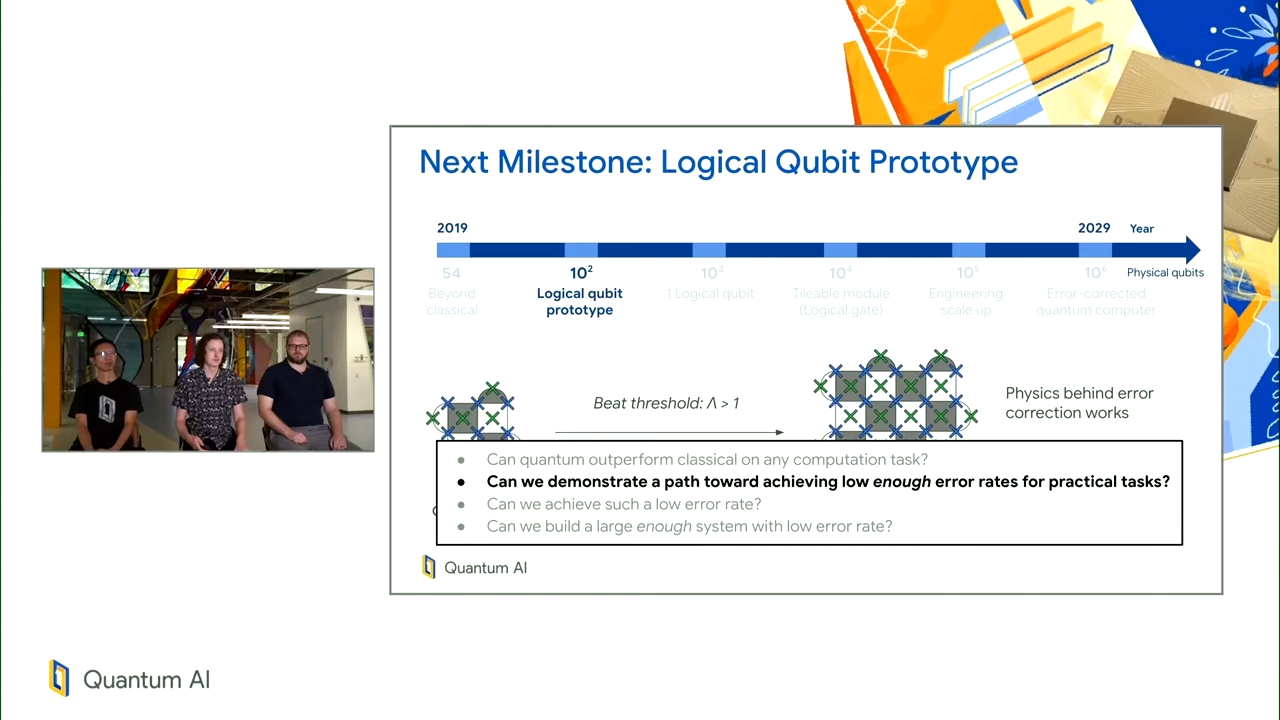 Next Milestone: Logical Qubit Prototype
2019
2029
Year
54
10²
10³
10⁴
10⁵
10⁶
Physical qubits
Beyond
classical
Logical qubit
prototype
1 Logical qubit
Tileable module
(Logical gate)
Engineering
scale up
Error-corrected
quantum computer
Beat threshold: Λ > 1
Physics behind error
correction works
• Can quantum outperform classical on any computation task?
• Can we demonstrate a path toward achieving low enough error rates for practical tasks?
• Can we achieve such a low error rate?
• Can we build a large enough system with low error rate?
Quantum AI
Quantum AI